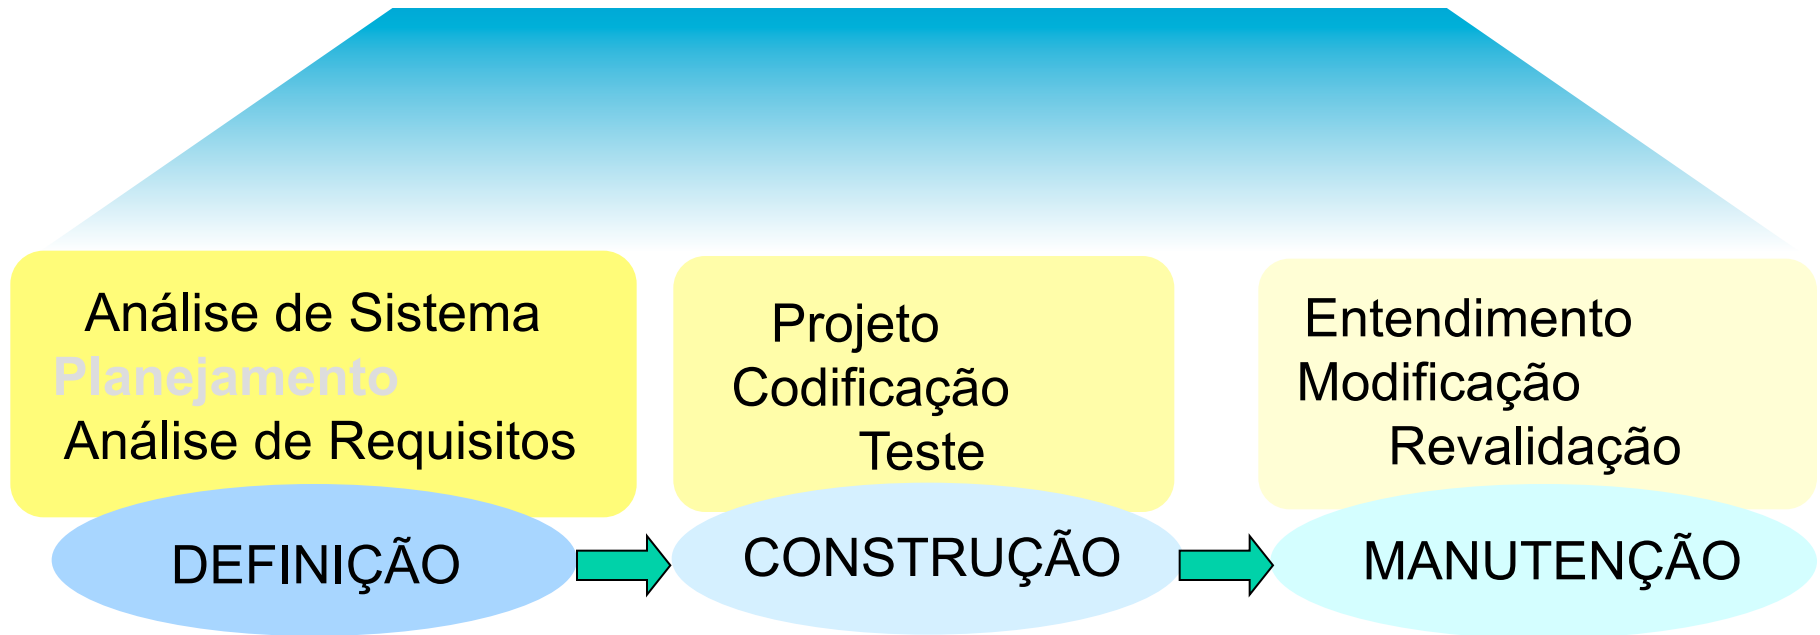 Análise de Sistema
Planejamento
Análise de Requisitos
DEFINIÇÃO
Projeto
Codificação
Teste
CONSTRUÇÃO
Entendimento
Modificação
Revalidação
MANUTENÇÃO